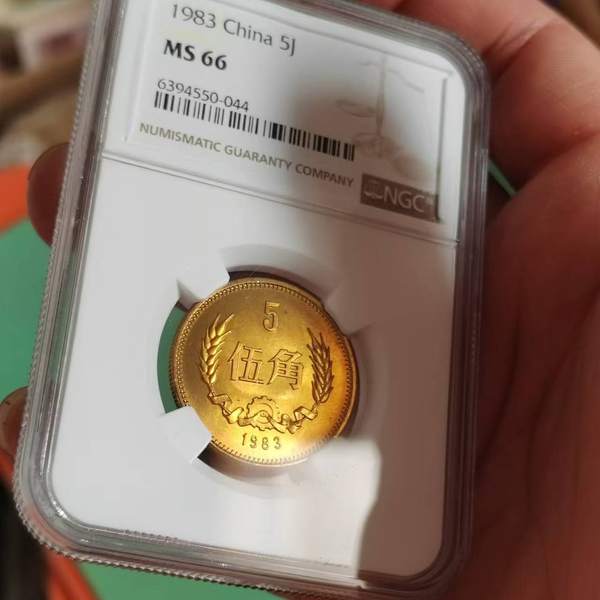 1983 China 5J
MS 66
6394550-044
NUMISMATIC GUARANTY COMPANY
NGC
5
伍角
1983